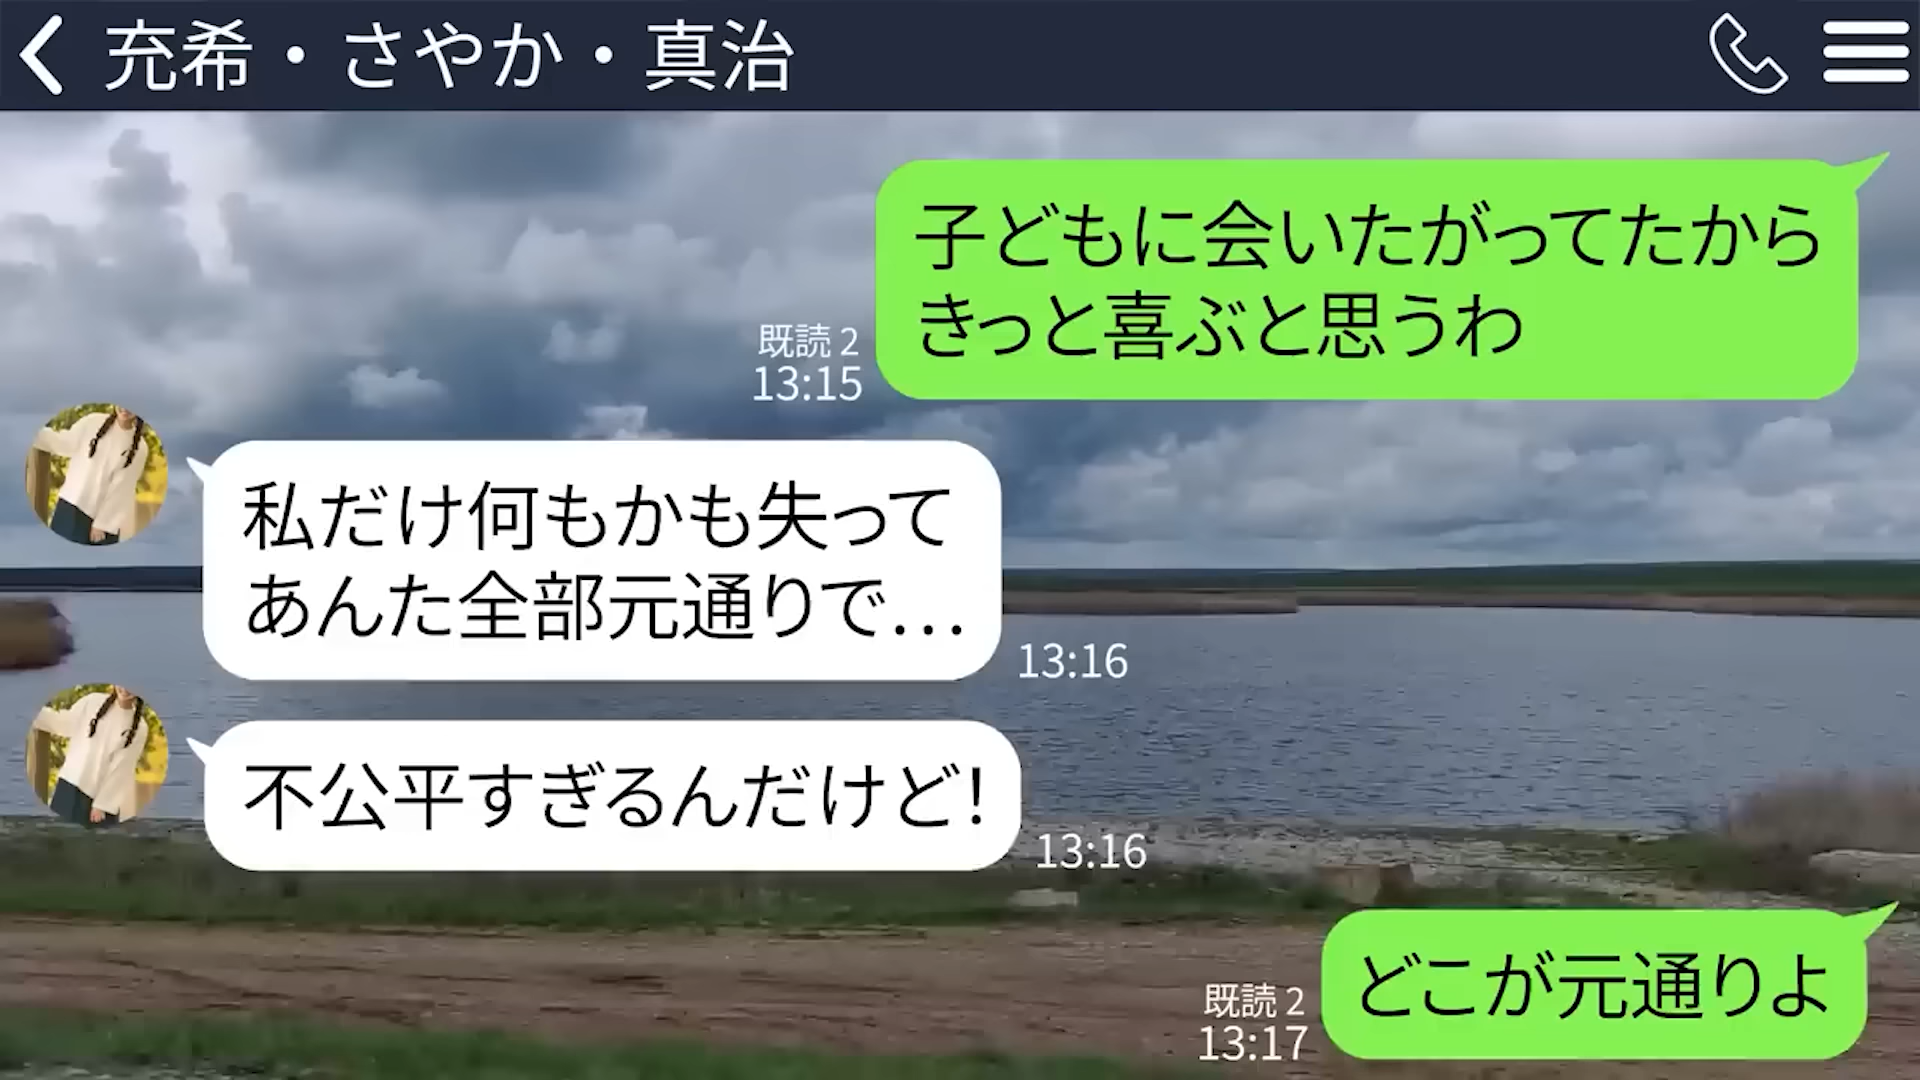 充希・さやか・真治
子どもに会いたがってたから
きっと喜ぶと思うわ
既読 2
13:15
私だけ何もかも失って
あんた全部元通りで…
13:16
不公平すぎるんだけど!
13:16
どこが元通りよ
既読 2
13:17